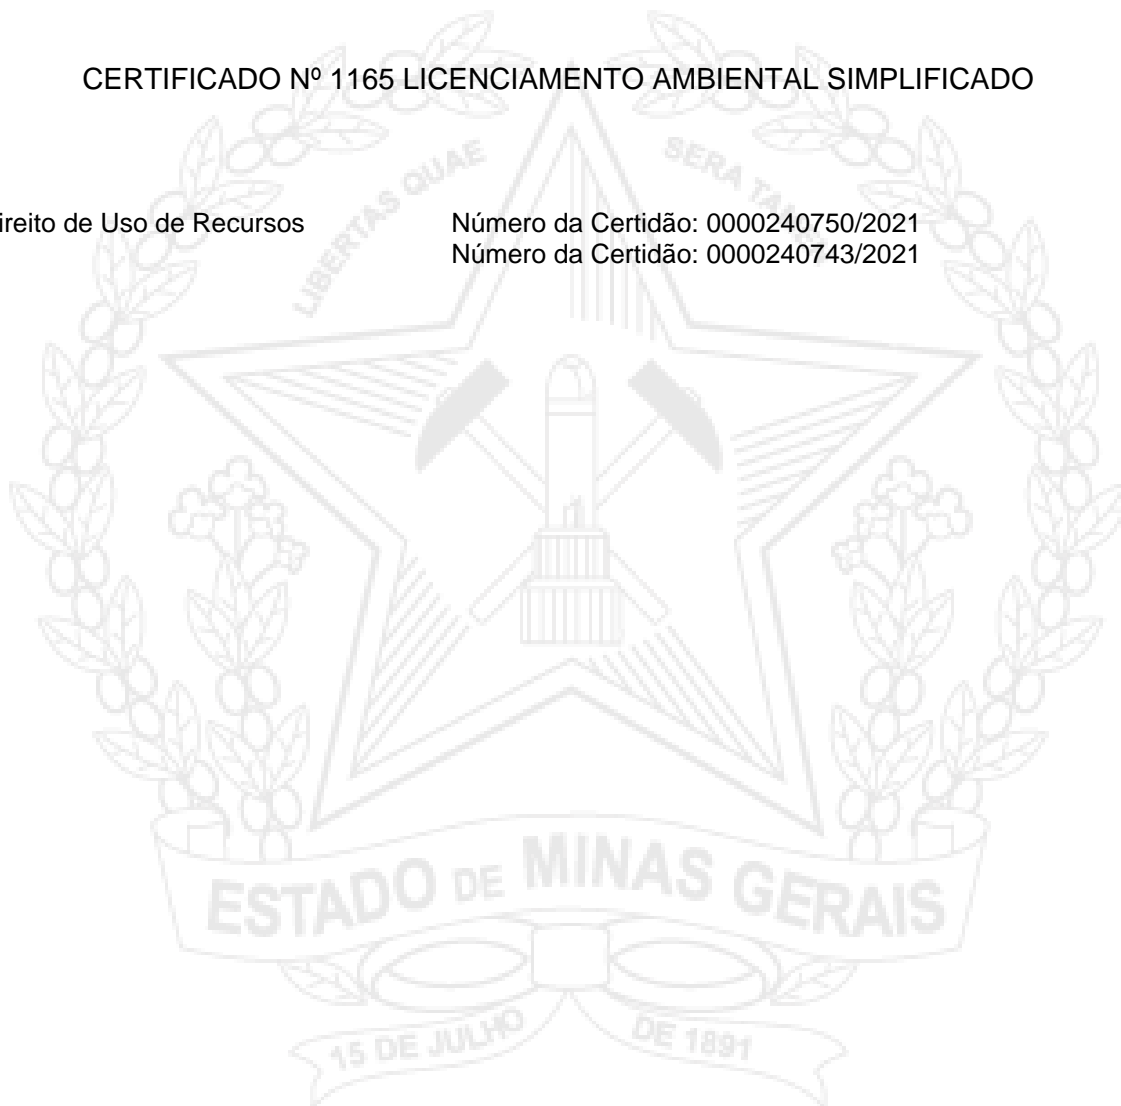 CERTIFICADO Nº 1165 LICENCIAMENTO AMBIENTAL SIMPLIFICADO
LIBERTAS QUAE SERA TAMEN
ireito de Uso de Recursos Número da Certidão: 0000240750/2021
Número da Certidão: 0000240743/2021
ESTADO DE MINAS GERAIS
15 DE JULHO DE 1891